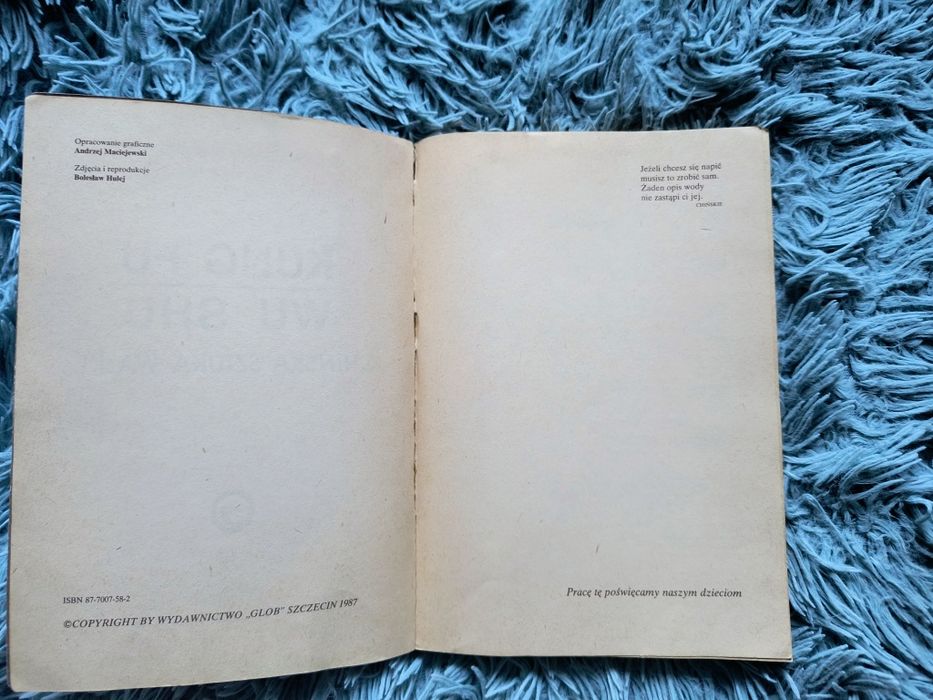 Opracowanie graficzne
Andrzej Maciejewski
Zdjęcia i reprodukcje
Bolesław Hulej
ISBN 87-7007-58-2
©COPYRIGHT BY WYDAWNICTWO „GLOB” SZCZECIN 1987
Jeżeli chcesz się napić
musisz to zrobić sam.
Żaden opis wody
nie zastąpi ci jej.
CHIŃSKIE
Pracę tę poświęcamy naszym dzieciom